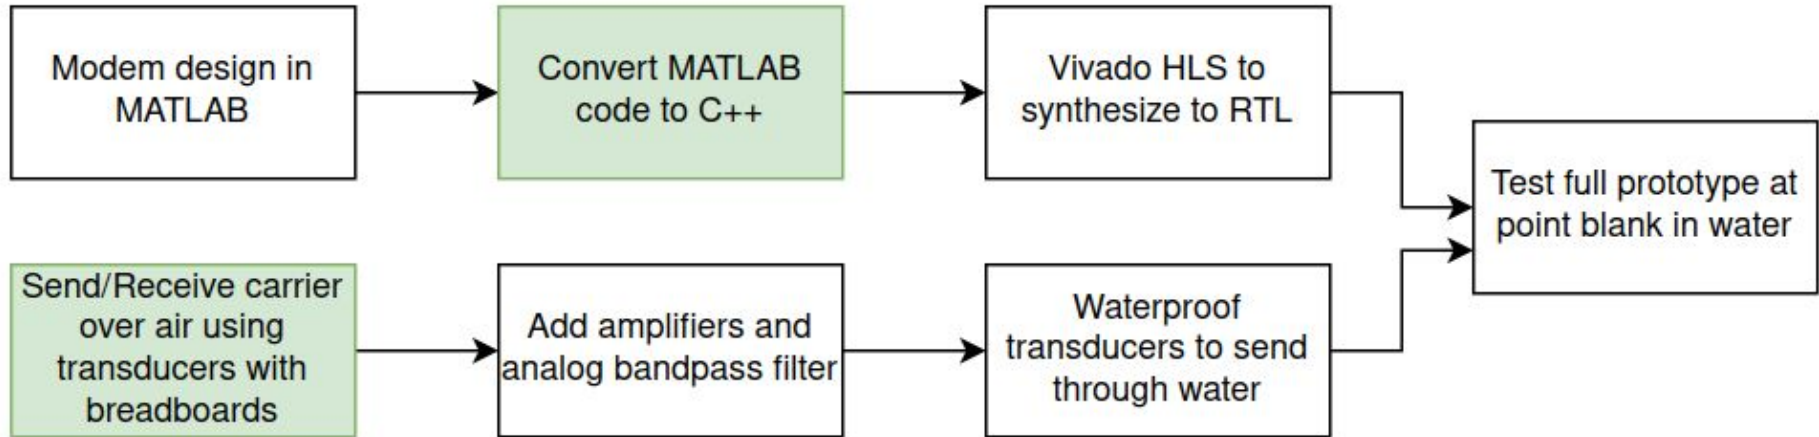 Modem design in
MATLAB
Convert MATLAB
code to C++
Vivado HLS to
synthesize to RTL
Test full prototype at
point blank in water
Send/Receive carrier
over air using
transducers with
breadboards
Add amplifiers and
analog bandpass filter
Waterproof
transducers to send
through water